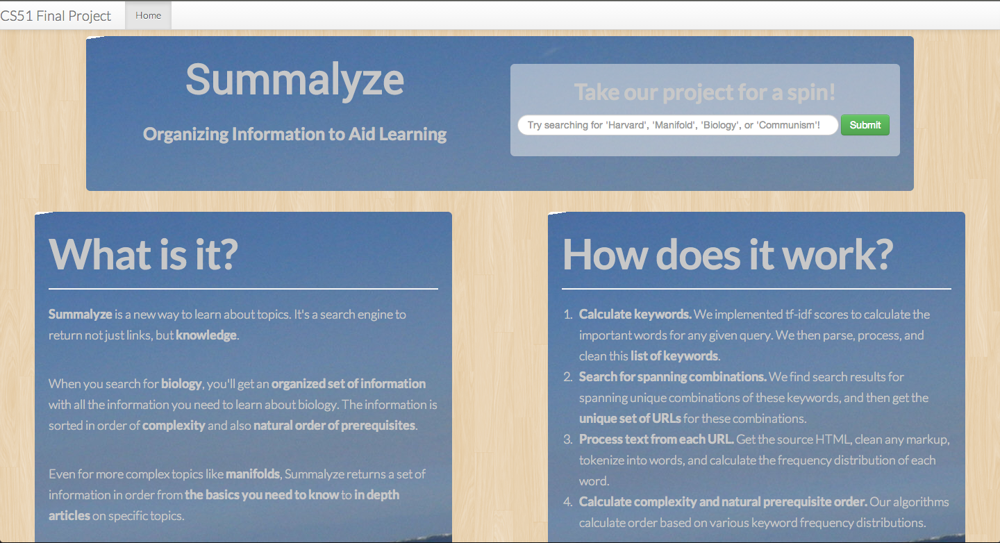 CS51 Final Project
Home
Summalyze
Organizing Information to Aid Learning
Take our project for a spin!
Try searching for 'Harvard', 'Manifold', 'Biology', or 'Communism'!
Submit
What is it?
Summalyze is a new way to learn about topics. It's a search engine to
return not just links, but knowledge.
When you search for biology, you'll get an organized set of information
with all the information you need to learn about biology. The information is
sorted in order of complexity and also natural order of prerequisites.
Even for more complex topics like manifolds, Summalyze returns a set of
information in order from the basics you need to know to in depth
articles on specific topics.
How does it work?
1. Calculate keywords. We implemented tf-idf scores to calculate the
important words for any given query. We then parse, process, and
clean this list of keywords.
2. Search for spanning combinations. We find search results for
spanning unique combinations of these keywords, and then get the
unique set of URLs for these combinations.
3. Process text from each URL. Get the source HTML, clean any markup,
tokenize into words, and calculate the frequency distribution of each
word.
4. Calculate complexity and natural prerequisite order. Our algorithms
calculate order based on various keyword frequency distributions.